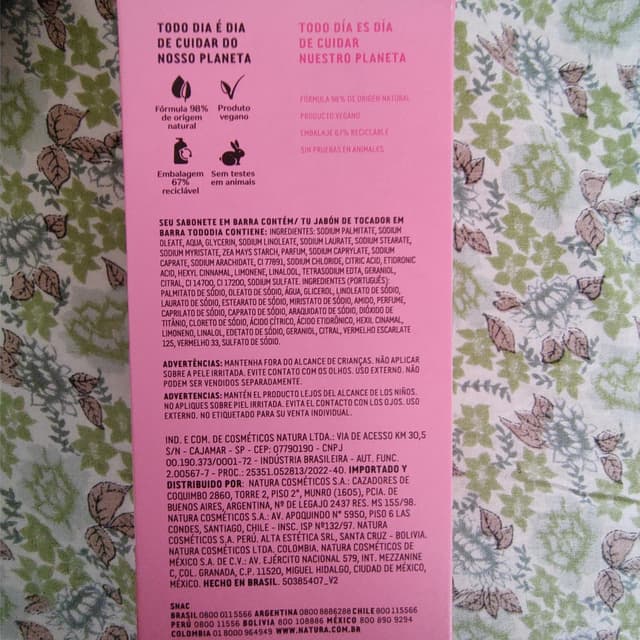 TODO DIA É DIA
DE CUIDAR DO
NOSSO PLANETA
Fórmula 98%
de origem
natural
Produto
vegano
Embalagem
67%
reciclável
Sem testes
em animais
TODO DÍA ES DÍA
DE CUIDAR
NUESTRO PLANETA
FÓRMULA 98% DE ORIGEN NATURAL
PRODUCTO VEGANO
EMBALAJE 67% RECICLABLE
SIN PRUEBAS EN ANIMALES
SEU SABONETE EM BARRA CONTÉM/ TU JABÓN DE TOCADOR EM
BARRA TODODIA CONTIENE: INGREDIENTES: SODIUM PALMITATE, SODIUM
OLEATE, AQUA, GLYCERIN, SODIUM LINOLEATE, SODIUM LAURATE, SODIUM STEARATE,
SODIUM MYRISTATE, ZEA MAYS STARCH, PARFUM, SODIUM CAPRYLATE, SODIUM
CAPRATE, SODIUM ARACHIDATE, CI 77891, SODIUM CHLORIDE, CITRIC ACID, ETIDRONIC
ACID, HEXYL CINNAMAL, LIMONENE, LINALOOL, TETRASODIUM EDTA, GERANIOL,
CITRAL, CI 14700, CI 17200, SODIUM SULFATE. INGREDIENTES (PORTUGUÊS):
PALMITATO DE SÓDIO, OLEATO DE SÓDIO, ÁGUA, GLICEROL, LINOLEATO DE SÓDIO,
LAURATO DE SÓDIO, ESTEARATO DE SÓDIO, MIRISTATO DE SÓDIO, AMIDO, PERFUME,
CAPRILATO DE SÓDIO, CAPRATO DE SÓDIO, ARAQUIDATO DE SÓDIO, DIÓXIDO DE
TITÂNIO, CLORETO DE SÓDIO, ÁCIDO CÍTRICO, ÁCIDO ETIDRÔNICO, HEXIL CINAMAL,
LIMONENO, LINALOL, EDETATO DE SÓDIO, GERANIOL, CITRAL, VERMELHO ESCARLATE
125, VERMELHO 33, SULFATO DE SÓDIO.
ADVERTÊNCIAS: MANTENHA FORA DO ALCANCE DE CRIANÇAS. NÃO APLICAR
SOBRE A PELE IRRITADA. EVITE CONTATO COM OS OLHOS. USO EXTERNO. NÃO
PODEM SER VENDIDOS SEPARADAMENTE.
ADVERTENCIAS: MANTÉN EL PRODUCTO LEJOS DEL ALCANCE DE LOS NIÑOS.
NO APLIQUES SOBRE PIEL IRRITADA. EVITA EL CONTACTO CON LOS OJOS. USO
EXTERNO. NO ETIQUETADO PARA SU VENTA INDIVIDUAL.
IND. E COM. DE COSMÉTICOS NATURA LTDA.: VIA DE ACESSO KM 30,5
S/N - CAJAMAR - SP - CEP: 07790190 - CNPJ
00.190.373/0001-72 - INDÚSTRIA BRASILEIRA - AUT. FUNC.
2.00567-7 - PROC.: 25351.052813/2022-40. IMPORTADO Y
DISTRIBUIDO POR: NATURA COSMÉTICOS S.A.: CAZADORES DE
COQUIMBO 2860, TORRE 2, PISO 2°, MUNRO (1605), PCIA. DE
BUENOS AIRES, ARGENTINA, Nº DE LEGAJO 2437 RES. MS 155/98.
NATURA COSMÉTICOS S.A.: AV. APOQUINDO Nº 5950, PISO 6 LAS
CONDES, SANTIAGO, CHILE - INSC. ISP Nº132/97. NATURA
COSMÉTICOS S.A. PERÚ. ALTA ESTÉTICA SRL, SANTA CRUZ - BOLIVIA.
NATURA COSMÉTICOS LTDA. COLOMBIA. NATURA COSMÉTICOS DE
MÉXICO S.A. DE C.V.: AV. EJÉRCITO NACIONAL 579, INT. MEZZANINE
C, COL. GRANADA, C.P. 11520, MIGUEL HIDALGO, CIUDAD DE MÉXICO,
MÉXICO. HECHO EN BRASIL. 50385407_V2
SNAC
BRASIL 0800 0115566 ARGENTINA 0800 8886288 CHILE 800 115566
PERÚ 0800 11566 BOLIVIA 800 108886 MÉXICO 800 890 9294
COLOMBIA 01 8000 964949 WWW.NATURA.COM.BR